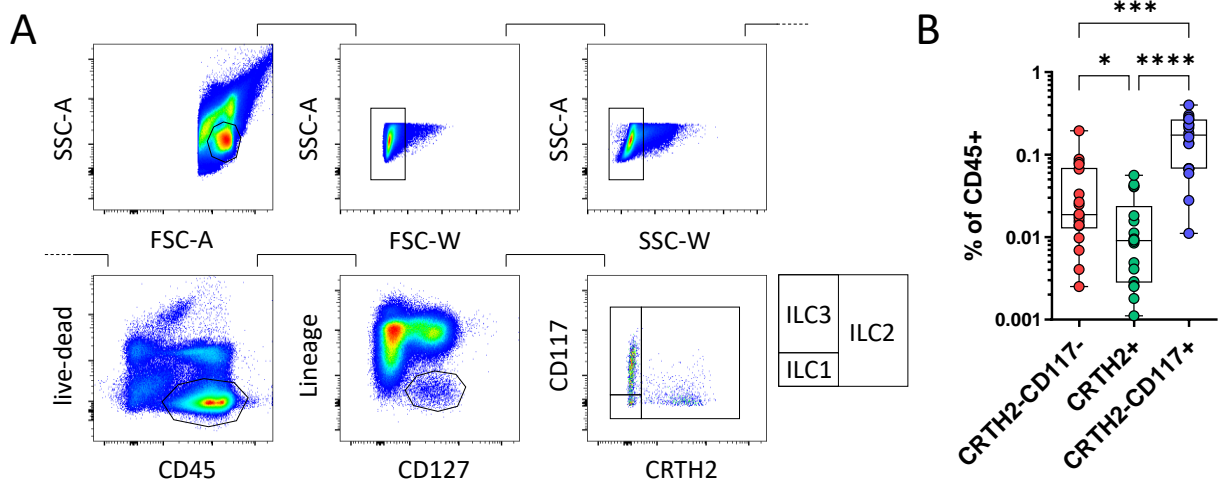 A
SSC-A
FSC-A
SSC-A
FSC-W
SSC-A
SSC-W
live-dead
CD45
Lineage
CD127
CD117
CRTH2
ILC3
ILC2
ILC1
B
***
* ****
% of CD45+
1
0.1
0.01
0.001
CRTH2-CD117-
CRTH2+
CRTH2-CD117+